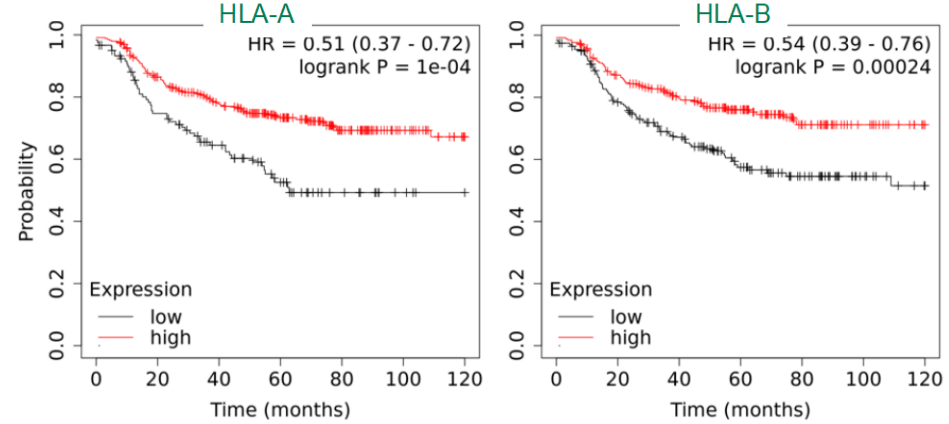 HLA-A
HR = 0.51 (0.37 - 0.72)
logrank P = 1e-04
Probability
1.0
0.8
0.6
0.4
0.2
0.0
Expression
low
high
0 20 40 60 80 100 120
Time (months)
HLA-B
HR = 0.54 (0.39 - 0.76)
logrank P = 0.00024
1.0
0.8
0.6
0.4
0.2
0.0
Expression
low
high
0 20 40 60 80 100 120
Time (months)